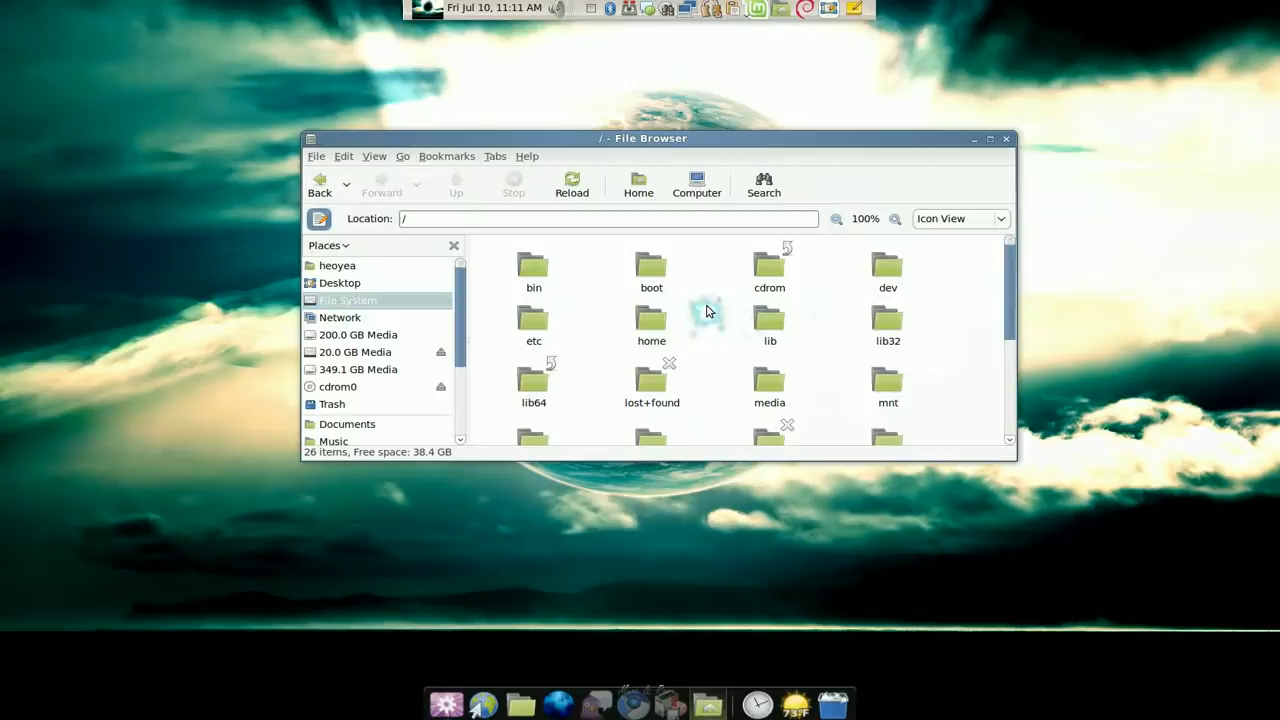 Fri Jul 10, 11:11 AM
/ - File Browser
File Edit View Go Bookmarks Tabs Help
Back Forward Up Stop Reload Home Computer Search
Location: / 100% Icon View
Places
heoyea
Desktop
File System
Network
200.0 GB Media
20.0 GB Media
349.1 GB Media
cdrom0
Trash
Documents
Music
bin boot cdrom dev
etc home lib lib32
lib64 lost+found media mnt
26 items, Free space: 38.4 GB
73°F